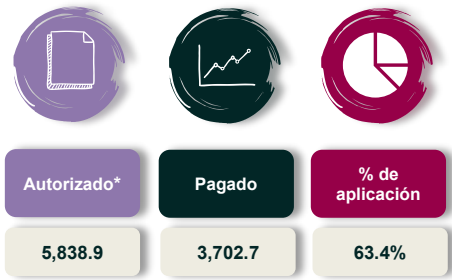 Autorizado*
Pagado
% de
aplicación
5,838.9
3,702.7
63.4%